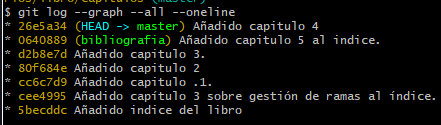 $ git log --graph --all --oneline
* 26e5a34 (HEAD -> master) Añadido capitulo 4
* 0640889 (bibliografia) Añadido capitulo 5 al indice.
* d2b8e7d Añadido capitulo 3.
* 80f684e Añadido capitulo 2
* cc6c7d9 Añadido capitulo .1.
* cee4995 Añadido capítulo 3 sobre gestión de ramas al índice.
* 5becddc Añadido indice del libro